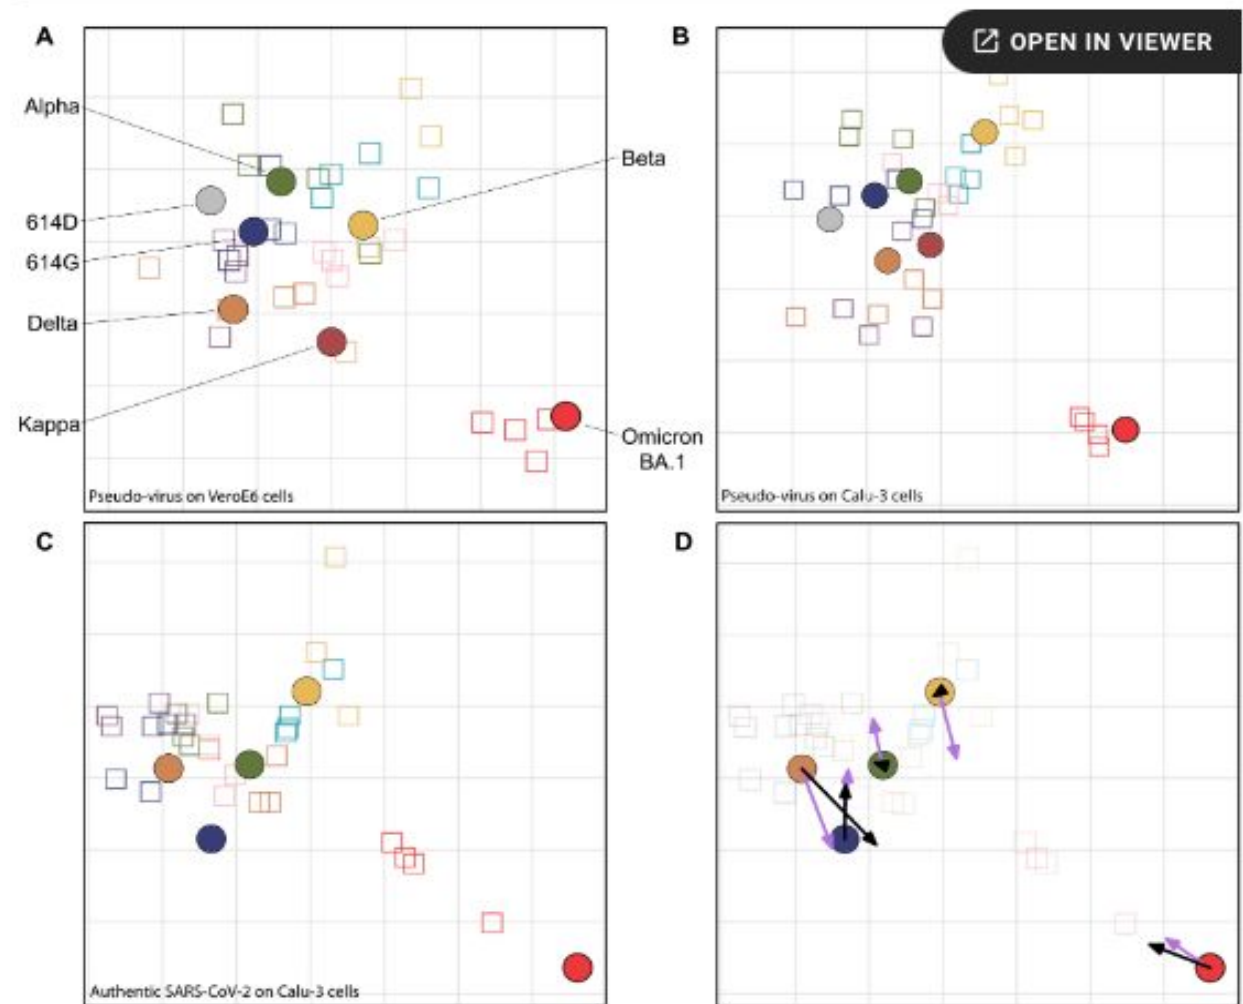 A
B
OPEN IN VIEWER
Alpha
614D
614G
Delta
Kappa
Beta
Omicron
BA.1
Pseudo-virus on VeroE6 cells
Pseudo-virus on Calu-3 cells
C
D
Authentic SARS-CoV-2 on Calu-3 cells